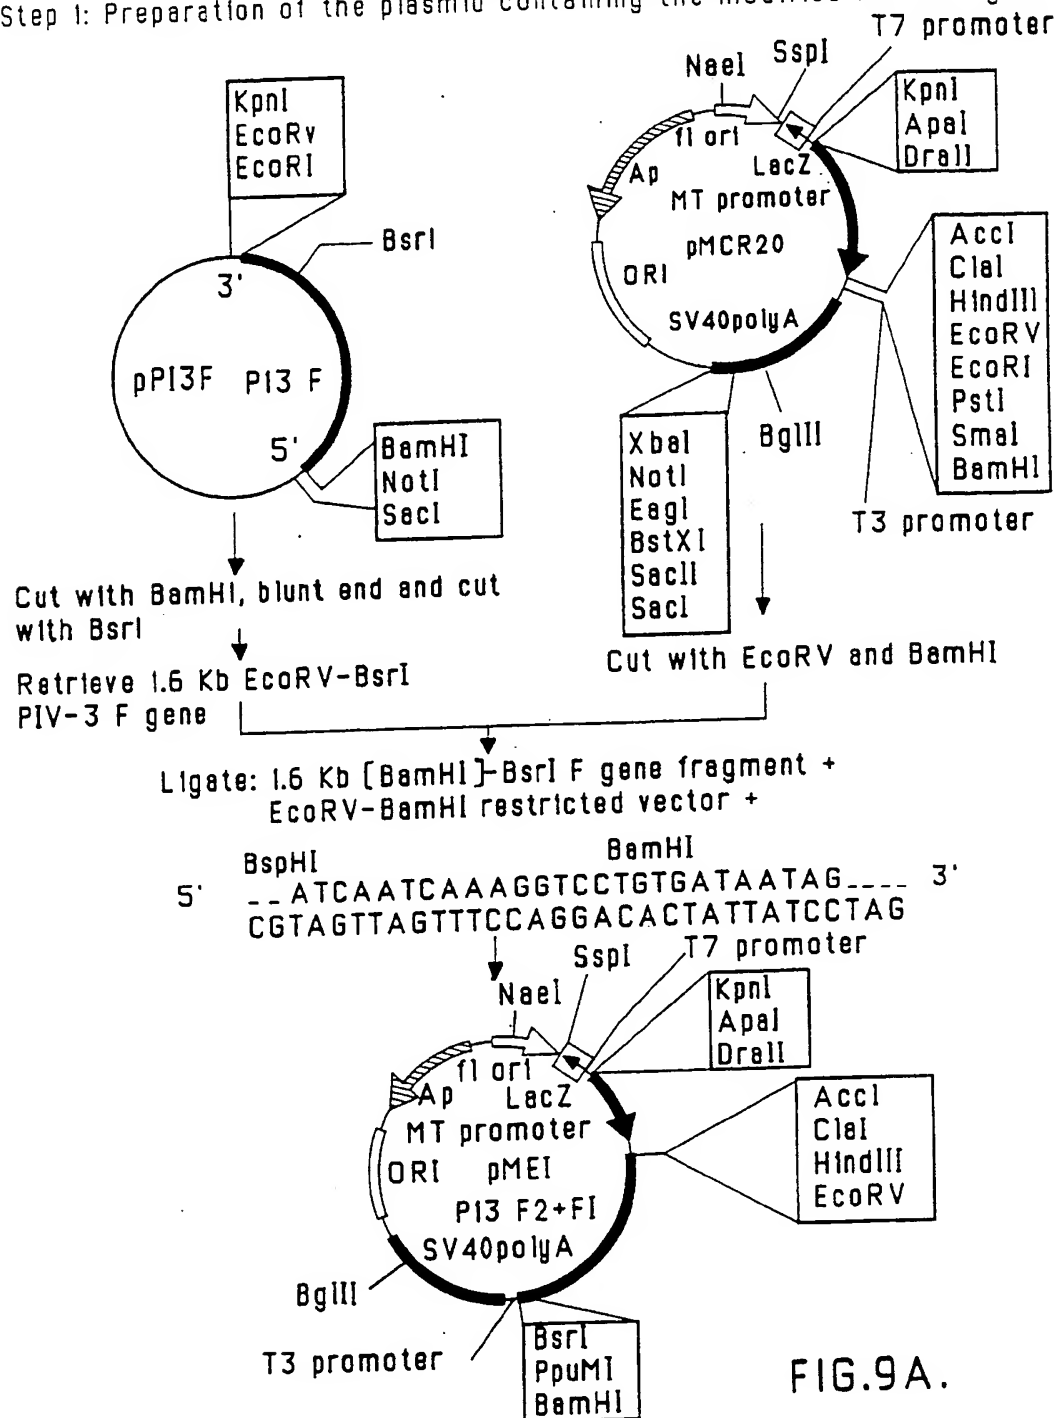 Step 1: Preparation of the plasmid containing the modified
KpnI
EcoRv
EcoRI
BsrI
3'
pPI3F PI3 F
5'
BamHI
NotI
SacI
NaeI
SspI
T7 promoter
KpnI
ApaI
DraII
f1 ori
LacZ
Ap
MT promoter
pMCR20
ORI
SV40polyA
AccI
ClaI
HindIII
EcoRV
EcoRI
PstI
SmaI
BamHI
T3 promoter
BglII
XbaI
NotI
EagI
BstXI
SacII
SacI
Cut with BamHI, blunt end and cut
with BsrI
Retrieve 1.6 Kb EcoRV-BsrI
PIV-3 F gene
Cut with EcoRV and BamHI
Ligate: 1.6 Kb [BamHI]-BsrI F gene fragment +
EcoRV-BamHI restricted vector +
BspHI BamHI
5' __ATCAATCAAAGGTCCTGTGATAATAG____ 3'
CGTAGTTAGTTTCCAGGACACTATTATCCTAG
NaeI
SspI
T7 promoter
KpnI
ApaI
DraII
f1 ori
Ap
LacZ
MT promoter
ORI
pMEI
PI3 F2+FI
SV40polyA
AccI
ClaI
HindIII
EcoRV
BglII
T3 promoter
BsrI
PpuMI
BamHI
FIG.9A.